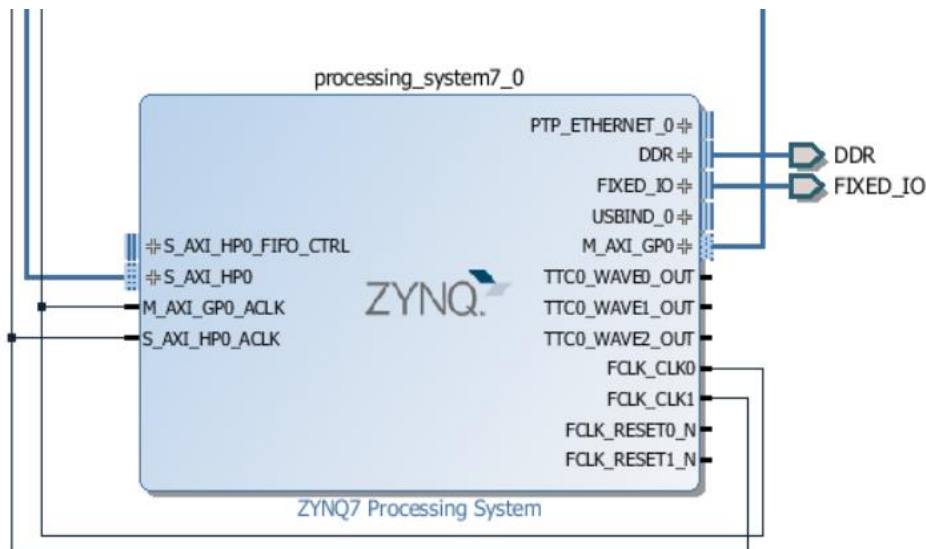 processing_system7_0
PTP_ETHERNET_0
DDR
DDR
FIXED_IO
FIXED_IO
USBIND_0
S_AXI_HP0_FIFO_CTRL
M_AXI_GP0
S_AXI_HP0
TTC0_WAVE0_OUT
M_AXI_GP0_ACLK
ZYNQ.
TTC0_WAVE1_OUT
S_AXI_HP0_ACLK
TTC0_WAVE2_OUT
FCLK_CLK0
FCLK_CLK1
FCLK_RESET0_N
FCLK_RESET1_N
ZYNQ7 Processing System